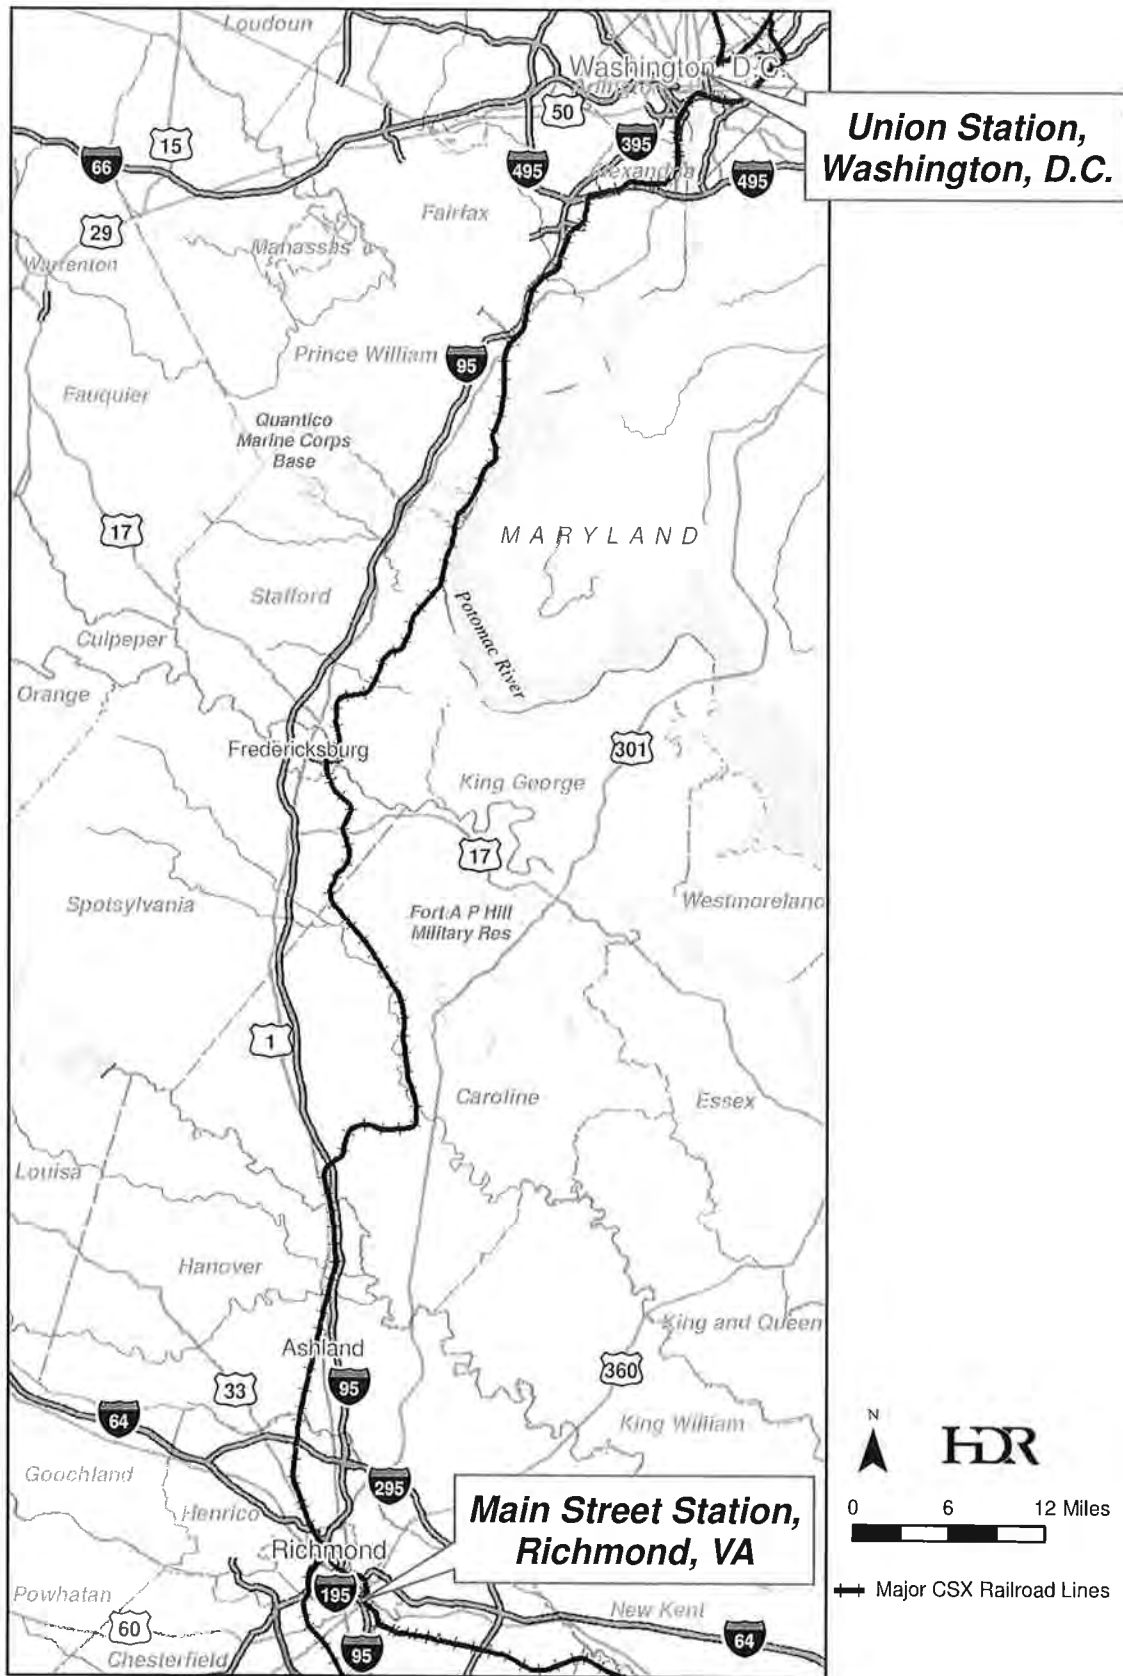 Loudoun
Washington, D.C.
Arlington
50
15
66
395
495
Alexandria
495
Union Station,
Washington, D.C.
Fairfax
29
Manassas
Warrenton
Prince William
95
Fauquier
Quantico
Marine Corps
Base
17
MARYLAND
Stafford
Potomac River
Culpeper
Orange
Fredericksburg
301
King George
17
Spotsylvania
Fort A P Hill
Military Res
Westmoreland
1
Caroline
Essex
Louisa
Hanover
King and Queen
Ashland
95
360
33
64
King William
N
HDR
Goochland
295
Henrico
Main Street Station,
Richmond, VA
0 6 12 Miles
Richmond
195
Powhatan
Major CSX Railroad Lines
New Kent
60
64
95
Chesterfield